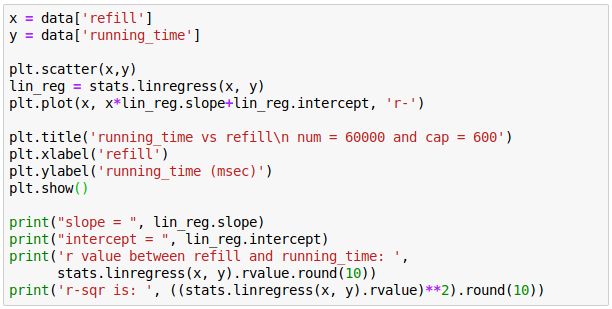 x = data['refill']
y = data['running_time']

plt.scatter(x,y)
lin_reg = stats.linregress(x, y)
plt.plot(x, x*lin_reg.slope+lin_reg.intercept, 'r-')

plt.title('running_time vs refill\n num = 60000 and cap = 600')
plt.xlabel('refill')
plt.ylabel('running_time (msec)')
plt.show()

print("slope = ", lin_reg.slope)
print("intercept = ", lin_reg.intercept)
print('r value between refill and running_time: ',
      stats.linregress(x, y).rvalue.round(10))
print('r-sqr is: ', ((stats.linregress(x, y).rvalue)**2).round(10))